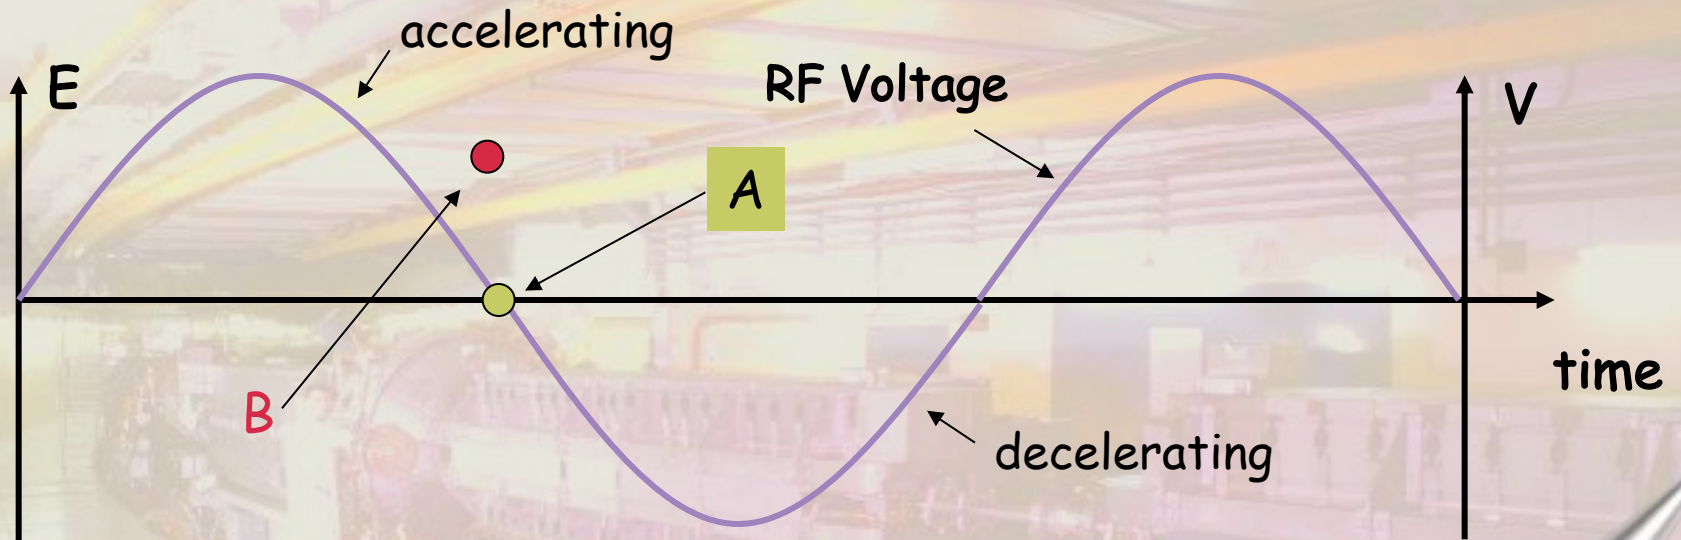 accelerating
E
RF Voltage
V
A
time
B
decelerating